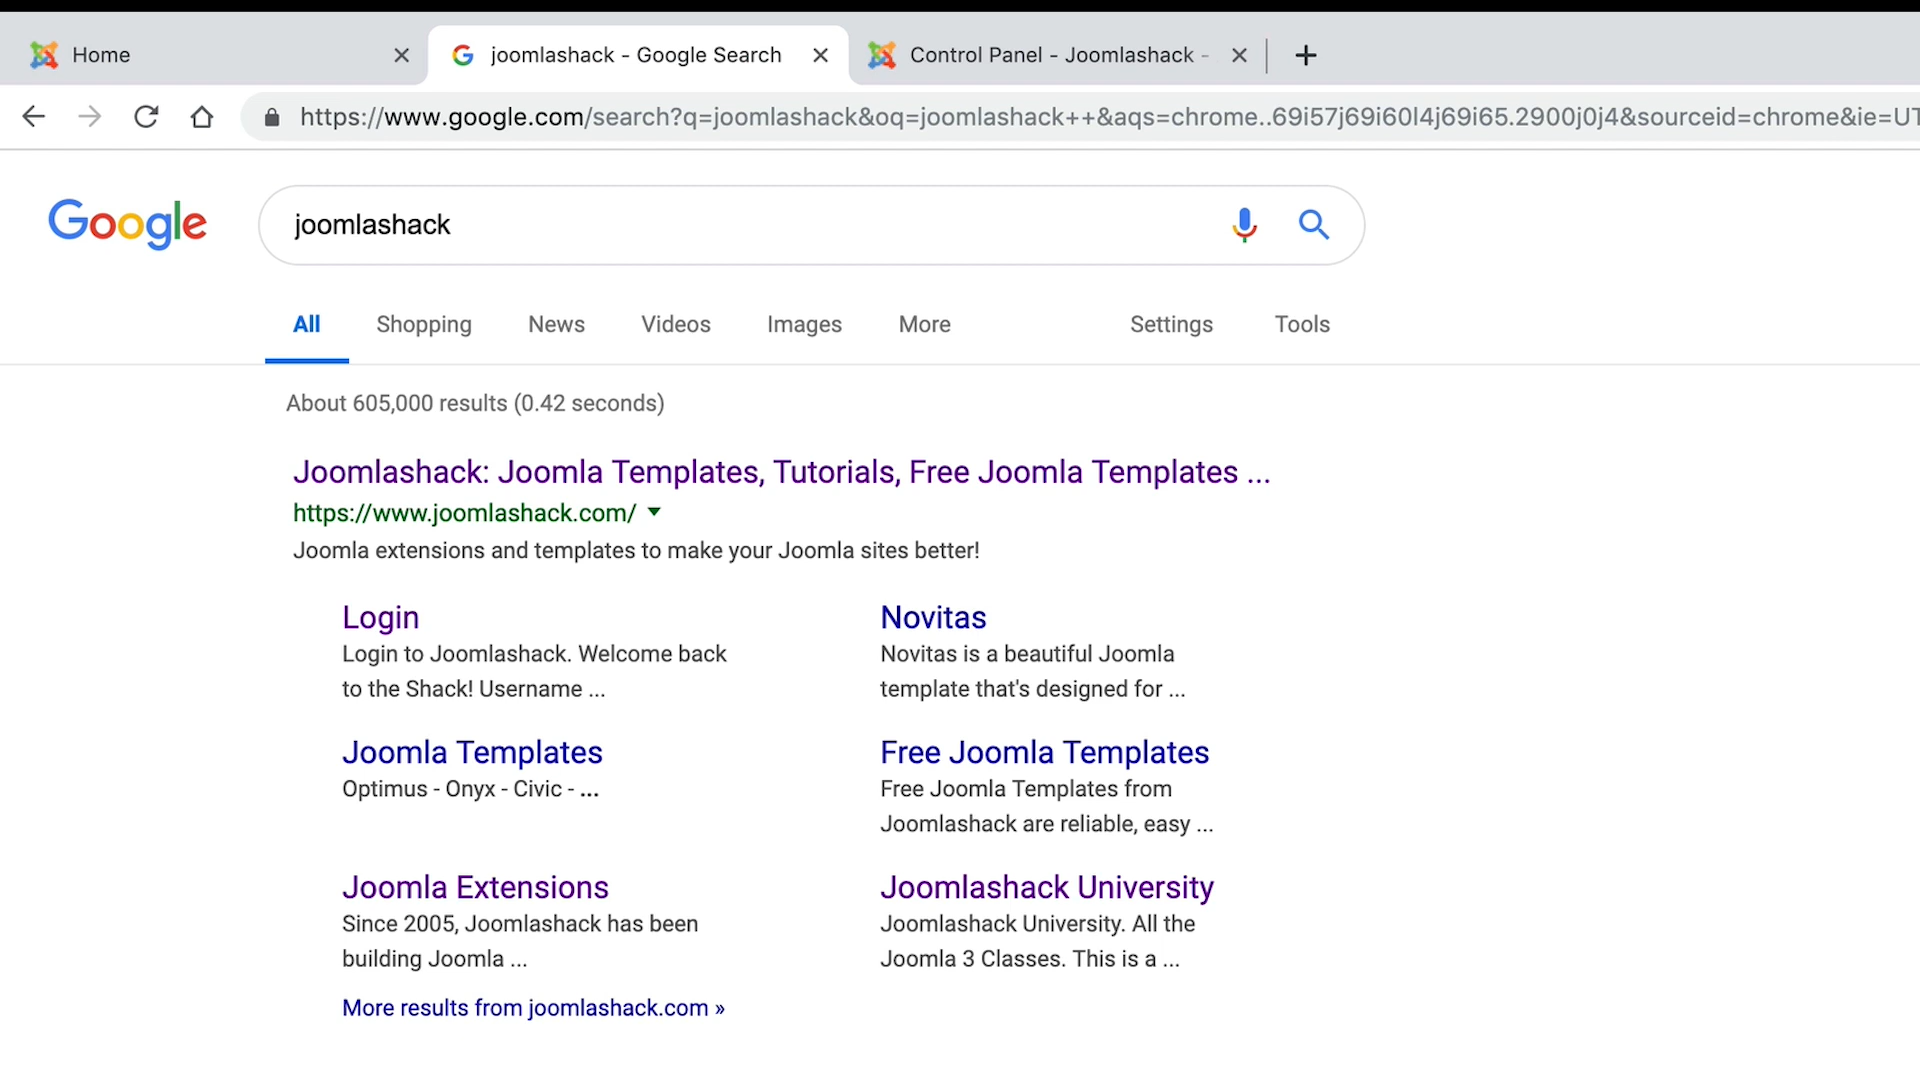 Home
joomlashack - Google Search
Control Panel - Joomlashack -
https://www.google.com/search?q=joomlashack&oq=joomlashack++&aqs=chrome..69i57j69i60l4j69i65.2900j0j4&sourceid=chrome&ie=UT
Google
joomlashack
All Shopping News Videos Images More Settings Tools
About 605,000 results (0.42 seconds)
Joomlashack: Joomla Templates, Tutorials, Free Joomla Templates ...
https://www.joomlashack.com/
Joomla extensions and templates to make your Joomla sites better!
Login
Login to Joomlashack. Welcome back
to the Shack! Username ...
Novitas
Novitas is a beautiful Joomla
template that's designed for ...
Joomla Templates
Optimus - Onyx - Civic - ...
Free Joomla Templates
Free Joomla Templates from
Joomlashack are reliable, easy ...
Joomla Extensions
Since 2005, Joomlashack has been
building Joomla ...
Joomlashack University
Joomlashack University. All the
Joomla 3 Classes. This is a ...
More results from joomlashack.com »